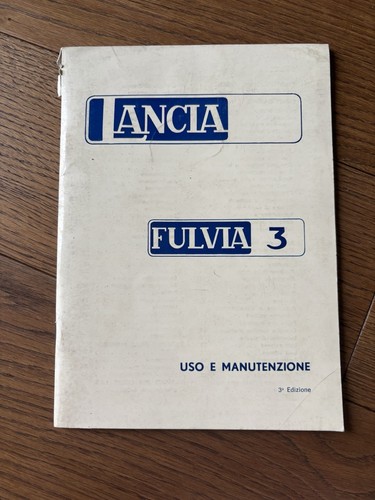 LANCIA
FULVIA 3
USO E MANUTENZIONE
3ª Edizione